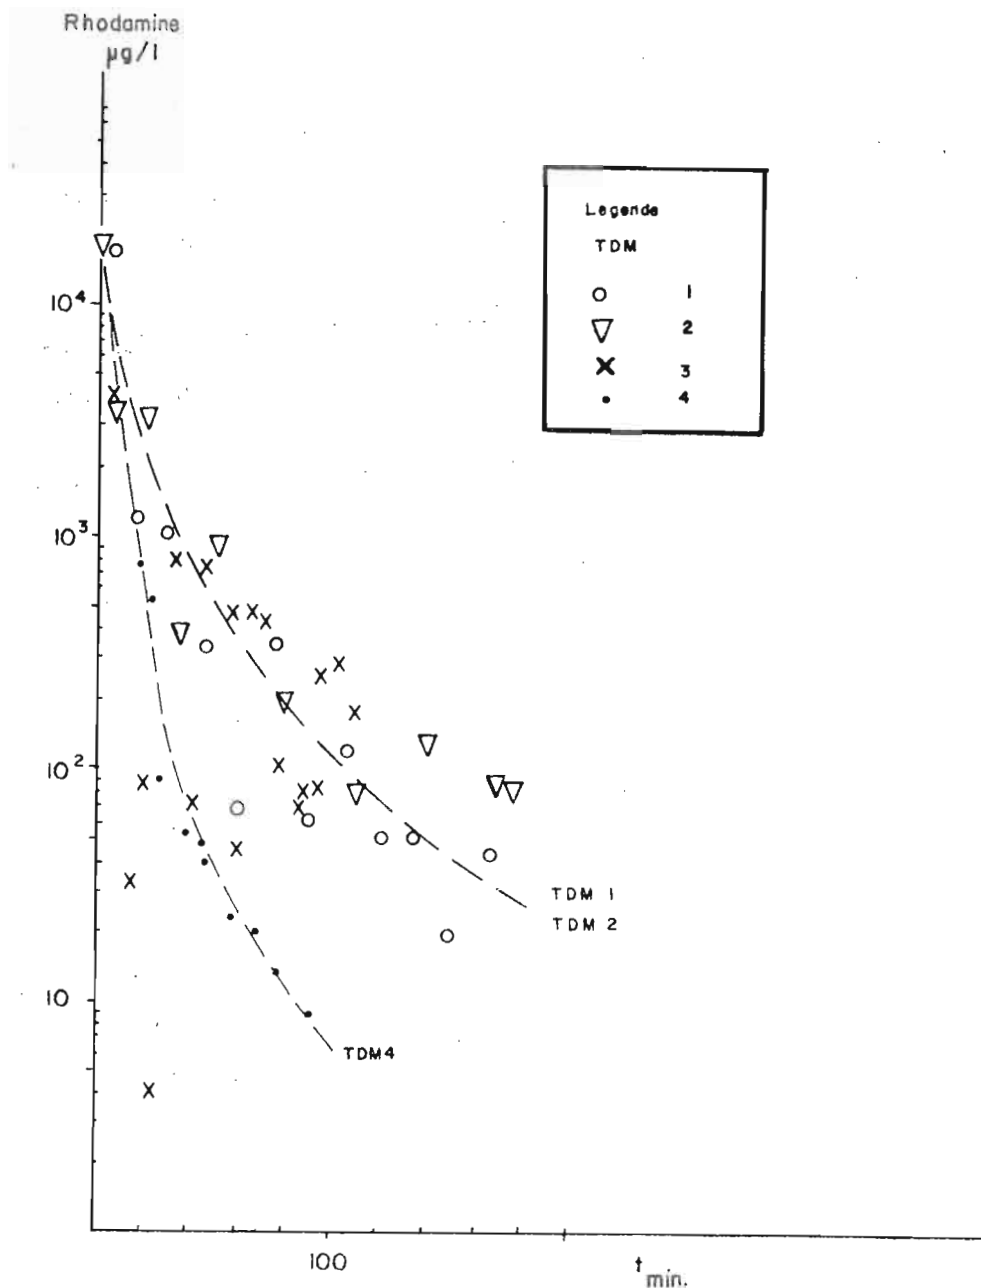 Rhodamine
µg/l
Legende
TDM
1
2
3
4
10⁴
10³
10²
10
TDM 1
TDM 2
TDM4
100
t min.